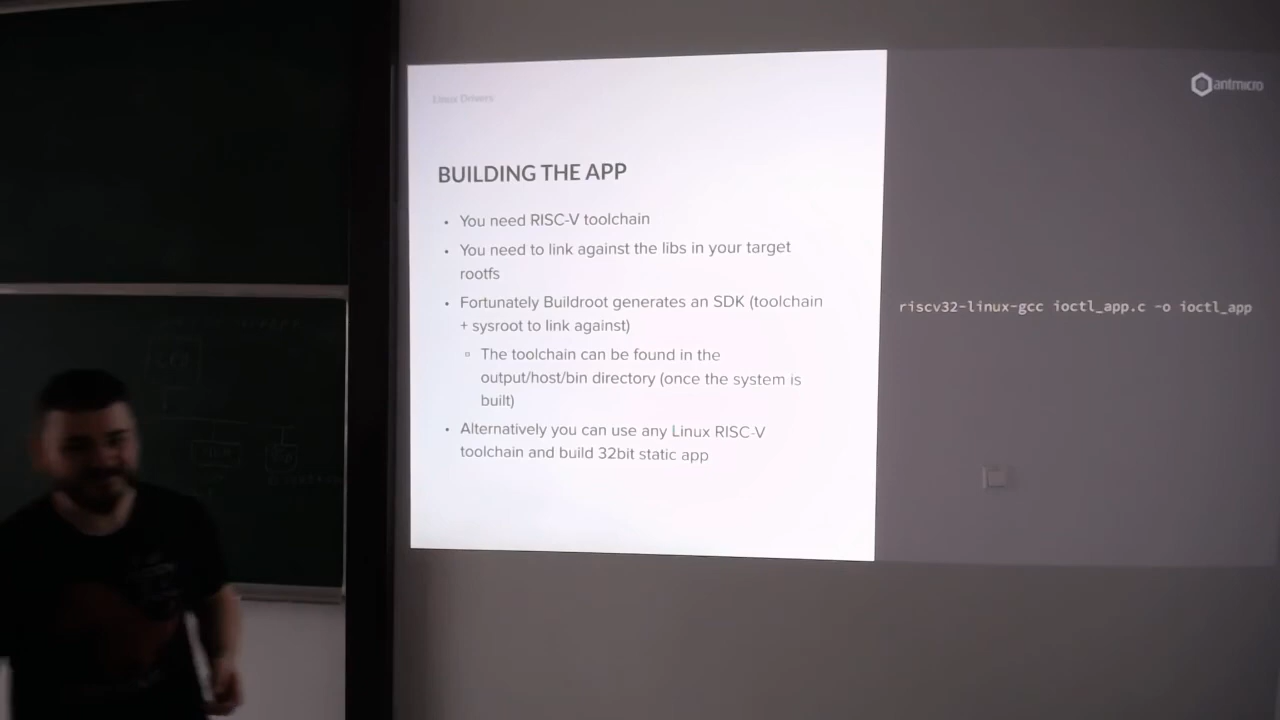 Linux Drivers
antmicro
BUILDING THE APP
• You need RISC-V toolchain
• You need to link against the libs in your target
rootfs
• Fortunately Buildroot generates an SDK (toolchain
+ sysroot to link against)
▫ The toolchain can be found in the
output/host/bin directory (once the system is
built)
• Alternatively you can use any Linux RISC-V
toolchain and build 32bit static app
riscv32-linux-gcc ioctl_app.c -o ioctl_app